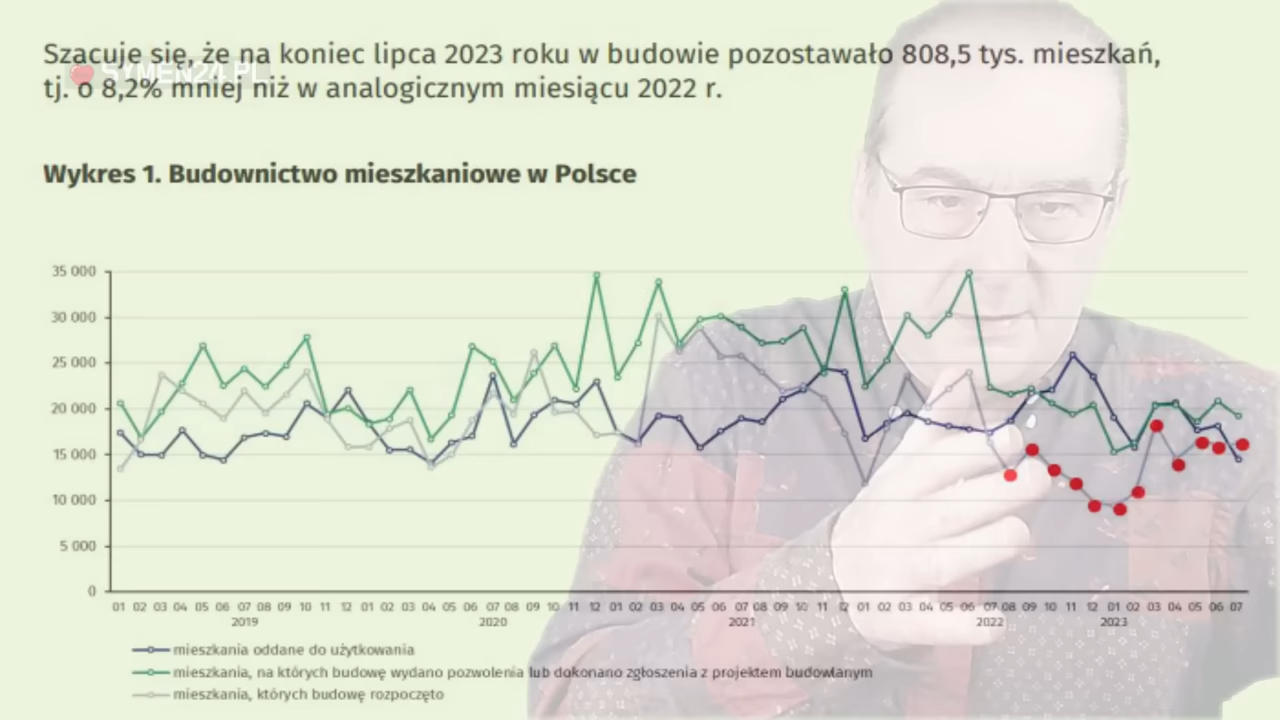 Szacuje się, że na koniec lipca 2023 roku w budowie pozostawało 808,5 tys. mieszkań,
SYMEN24.PL
tj. o 8,2% mniej niż w analogicznym miesiącu 2022 r.
Wykres 1. Budownictwo mieszkaniowe w Polsce
35 000
30 000
25 000
20 000
15 000
10 000
5 000
0
01 02 03 04 05 06 07 08 09 10 11 12 01 02 03 04 05 06 07 08 09 10 11 12 01 02 03 04 05 06 07 08 09 10 11 12 01 02 03 04 05 06 07 08 09 10 11 12 01 02 03 04 05 06 07
2019 2020 2021 2022 2023
mieszkania oddane do użytkowania
mieszkania, na których budowę wydano pozwolenia lub dokonano zgłoszenia z projektem budowlanym
mieszkania, których budowę rozpoczęto